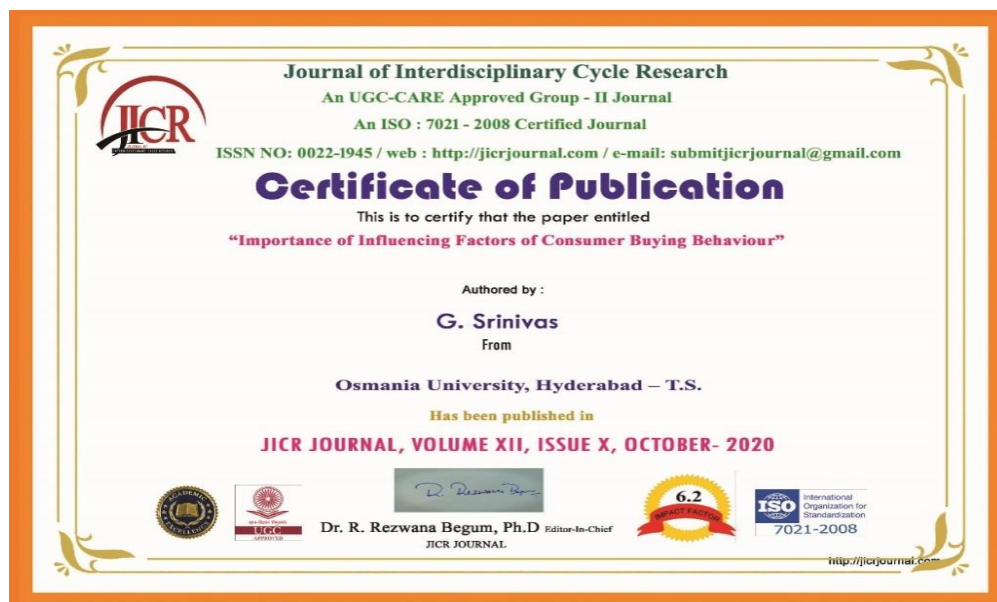 Journal of Interdisciplinary Cycle Research
An UGC-CARE Approved Group - II Journal
An ISO : 7021 - 2008 Certified Journal
JICR
ISSN NO: 0022-1945 / web : http://jicrjournal.com / e-mail: submitjicrjournal@gmail.com
Certificate of Publication
This is to certify that the paper entitled
“Importance of Influencing Factors of Consumer Buying Behaviour”
Authored by :
G. Srinivas
From
Osmania University, Hyderabad – T.S.
Has been published in
JICR JOURNAL, VOLUME XII, ISSUE X, OCTOBER- 2020
ACADEMIC
EXCELLENCE
UGC
APPROVED
Dr. R. Rezwana Begum, Ph.D Editor-In-Chief
JICR JOURNAL
6.2
IMPACT FACTOR
ISO
International
Organization for
Standardization
7021-2008
http://jicrjournal.com